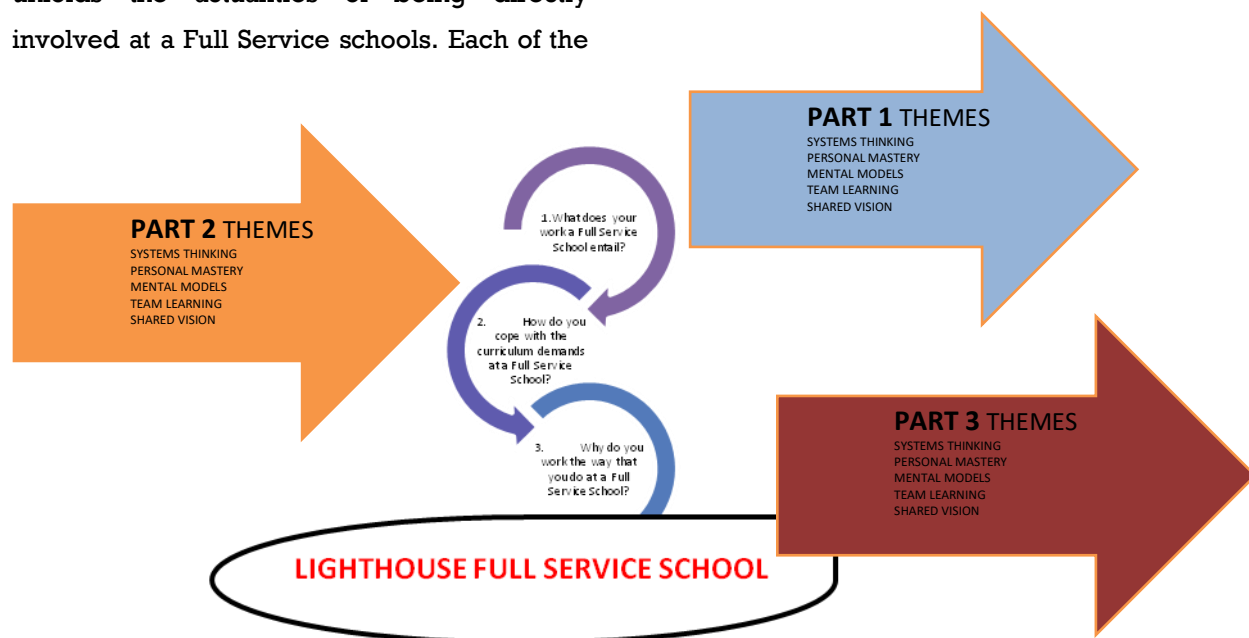 involved at a Full Service schools. Each of the
PART 1 THEMES
SYSTEMS THINKING
PERSONAL MASTERY
MENTAL MODELS
TEAM LEARNING
SHARED VISION
PART 2 THEMES
SYSTEMS THINKING
PERSONAL MASTERY
MENTAL MODELS
TEAM LEARNING
SHARED VISION
1. What does your
work a Full Service
School entail?
2. How do you
cope with the
curriculum demands
at a Full Service
School?
3. Why do you
work the way that
you do at a Full
Service School?
PART 3 THEMES
SYSTEMS THINKING
PERSONAL MASTERY
MENTAL MODELS
TEAM LEARNING
SHARED VISION
LIGHTHOUSE FULL SERVICE SCHOOL